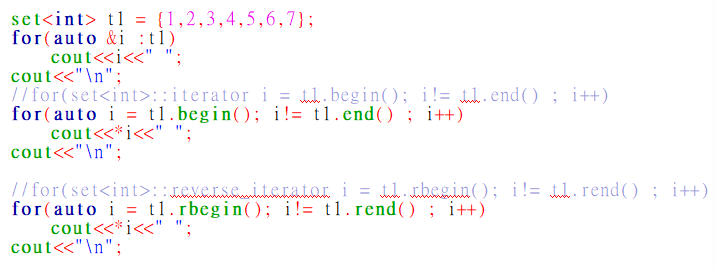 set<int> t1 = {1,2,3,4,5,6,7};
for(auto &i :t1)
    cout<<i<<" ";
cout<<"\n";
//for(set<int>::iterator i = t1.begin(); i!= t1.end() ; i++)
for(auto i = t1.begin(); i!= t1.end() ; i++)
    cout<<*i<<" ";
cout<<"\n";

//for(set<int>::reverse_iterator i = t1.rbegin(); i!= t1.rend() ; i++)
for(auto i = t1.rbegin(); i!= t1.rend() ; i++)
    cout<<*i<<" ";
cout<<"\n";